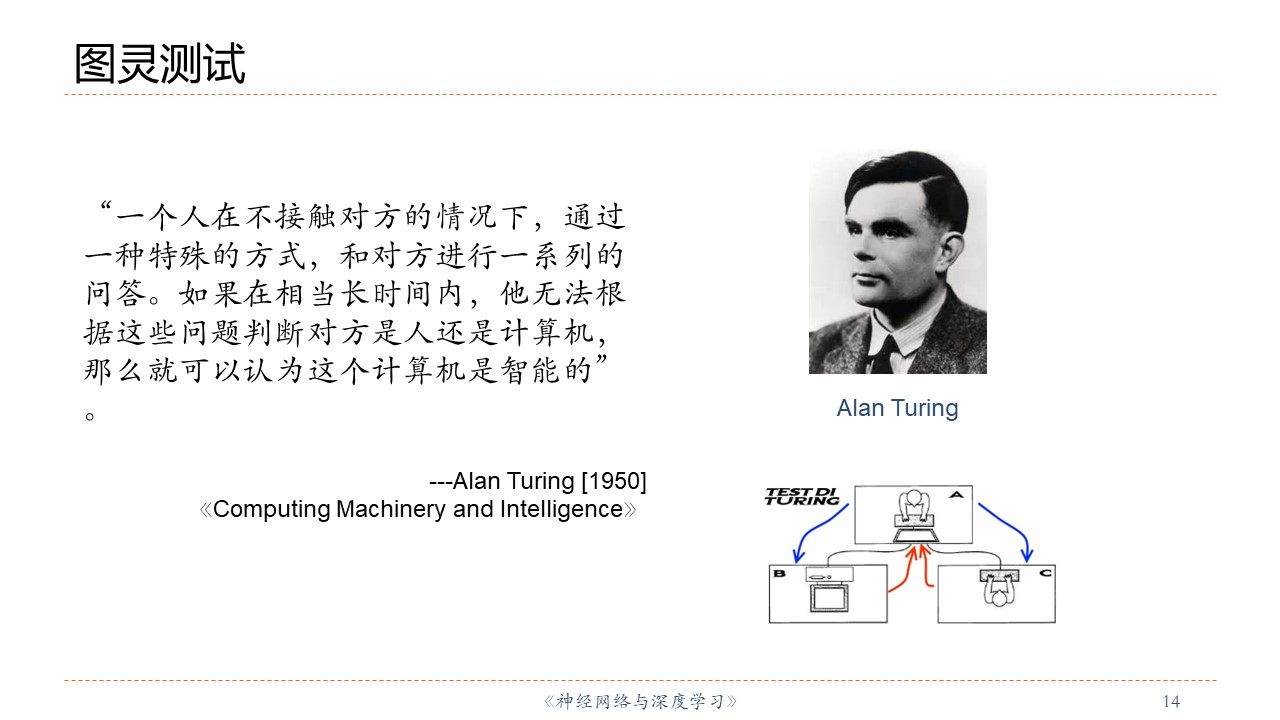 图灵测试
“一个人在不接触对方的情况下，通过
一种特殊的方式，和对方进行一系列的
问答。如果在相当长时间内，他无法根
据这些问题判断对方是人还是计算机，
那么就可以认为这个计算机是智能的”
。
---Alan Turing [1950]
《Computing Machinery and Intelligence》
Alan Turing
TEST DI
TURING
A
B
C
《神经网络与深度学习》
14